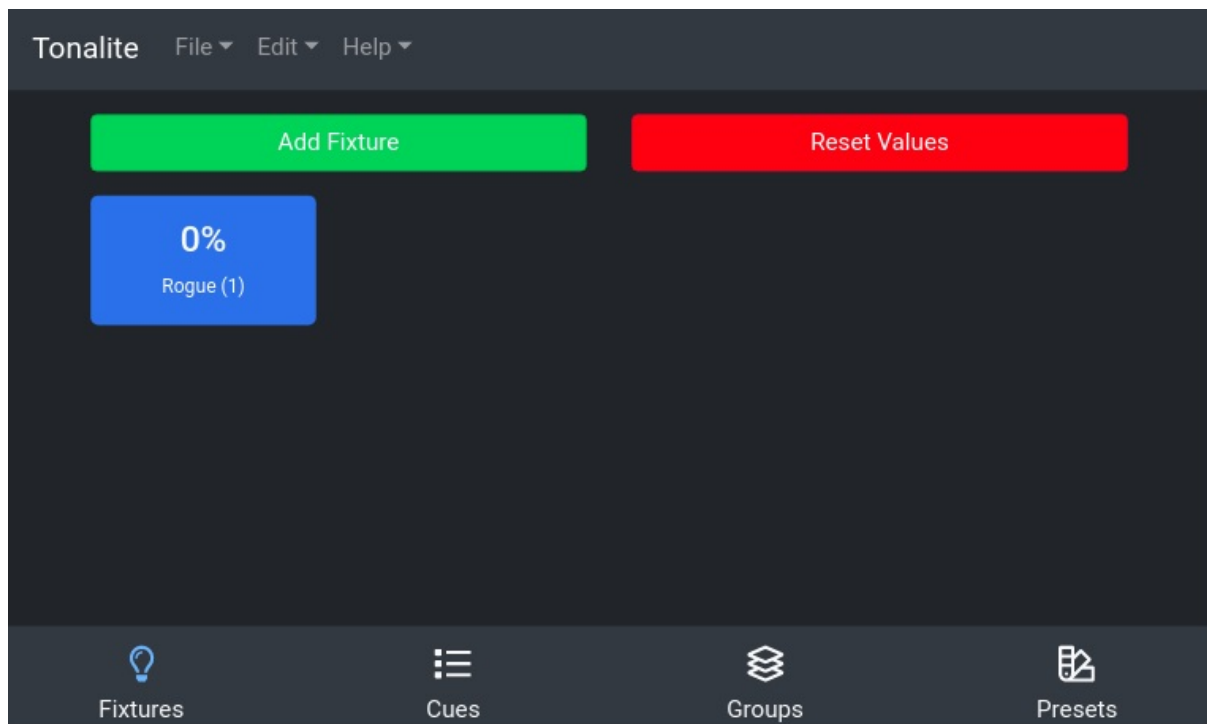 Tonalite File Edit Help
Add Fixture Reset Values
0%
Rogue (1)
Fixtures Cues Groups Presets